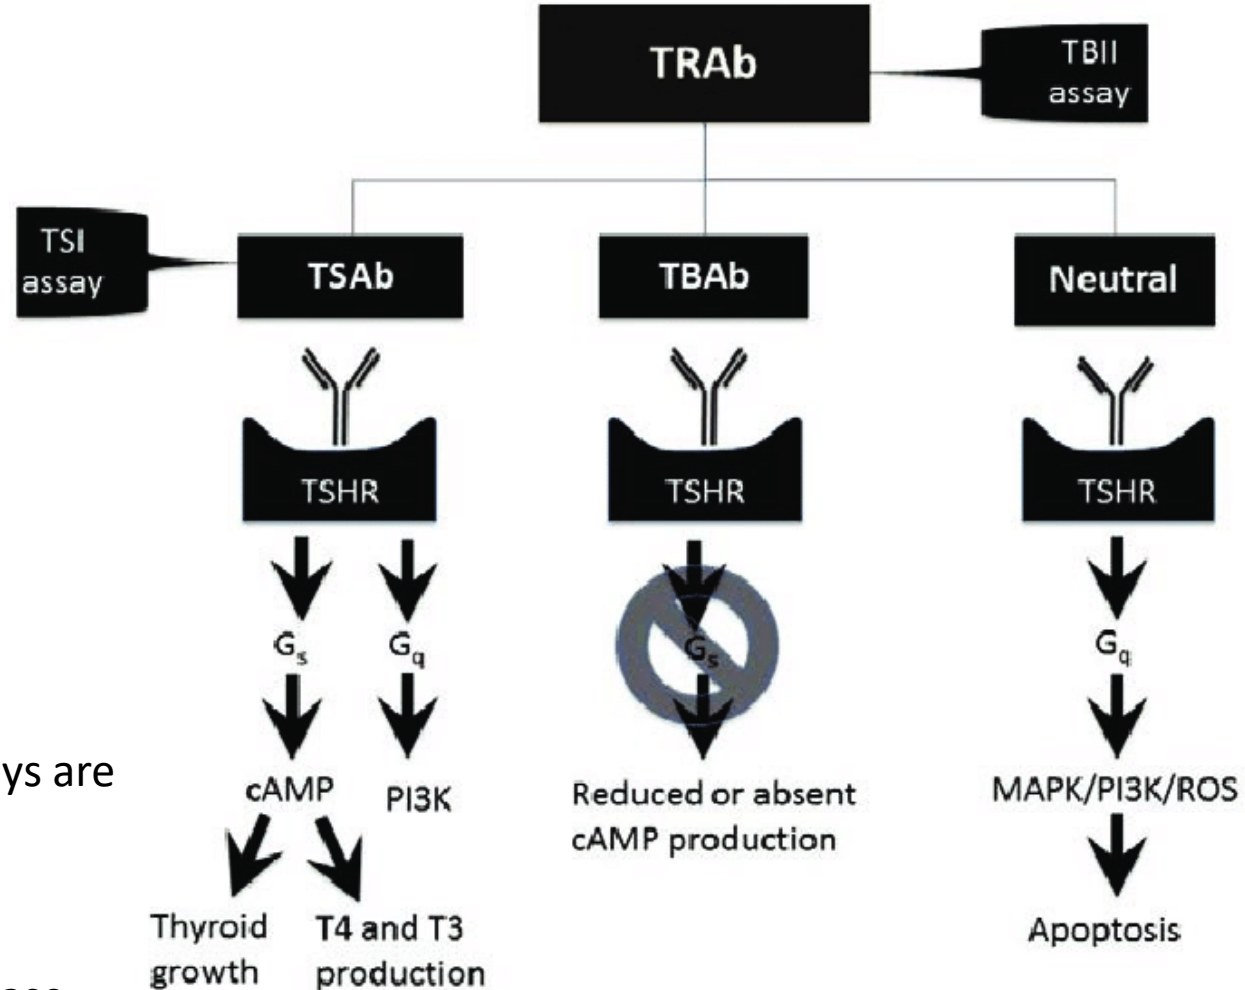 TRAb
TBII
assay
TSI
assay
TSAb
TBAb
Neutral
TSHR
TSHR
TSHR
Gs
Gq
Gs
Gq
ys are
cAMP
PI3K
Reduced or absent
cAMP production
MAPK/PI3K/ROS
Thyroid
growth
T4 and T3
production
Apoptosis